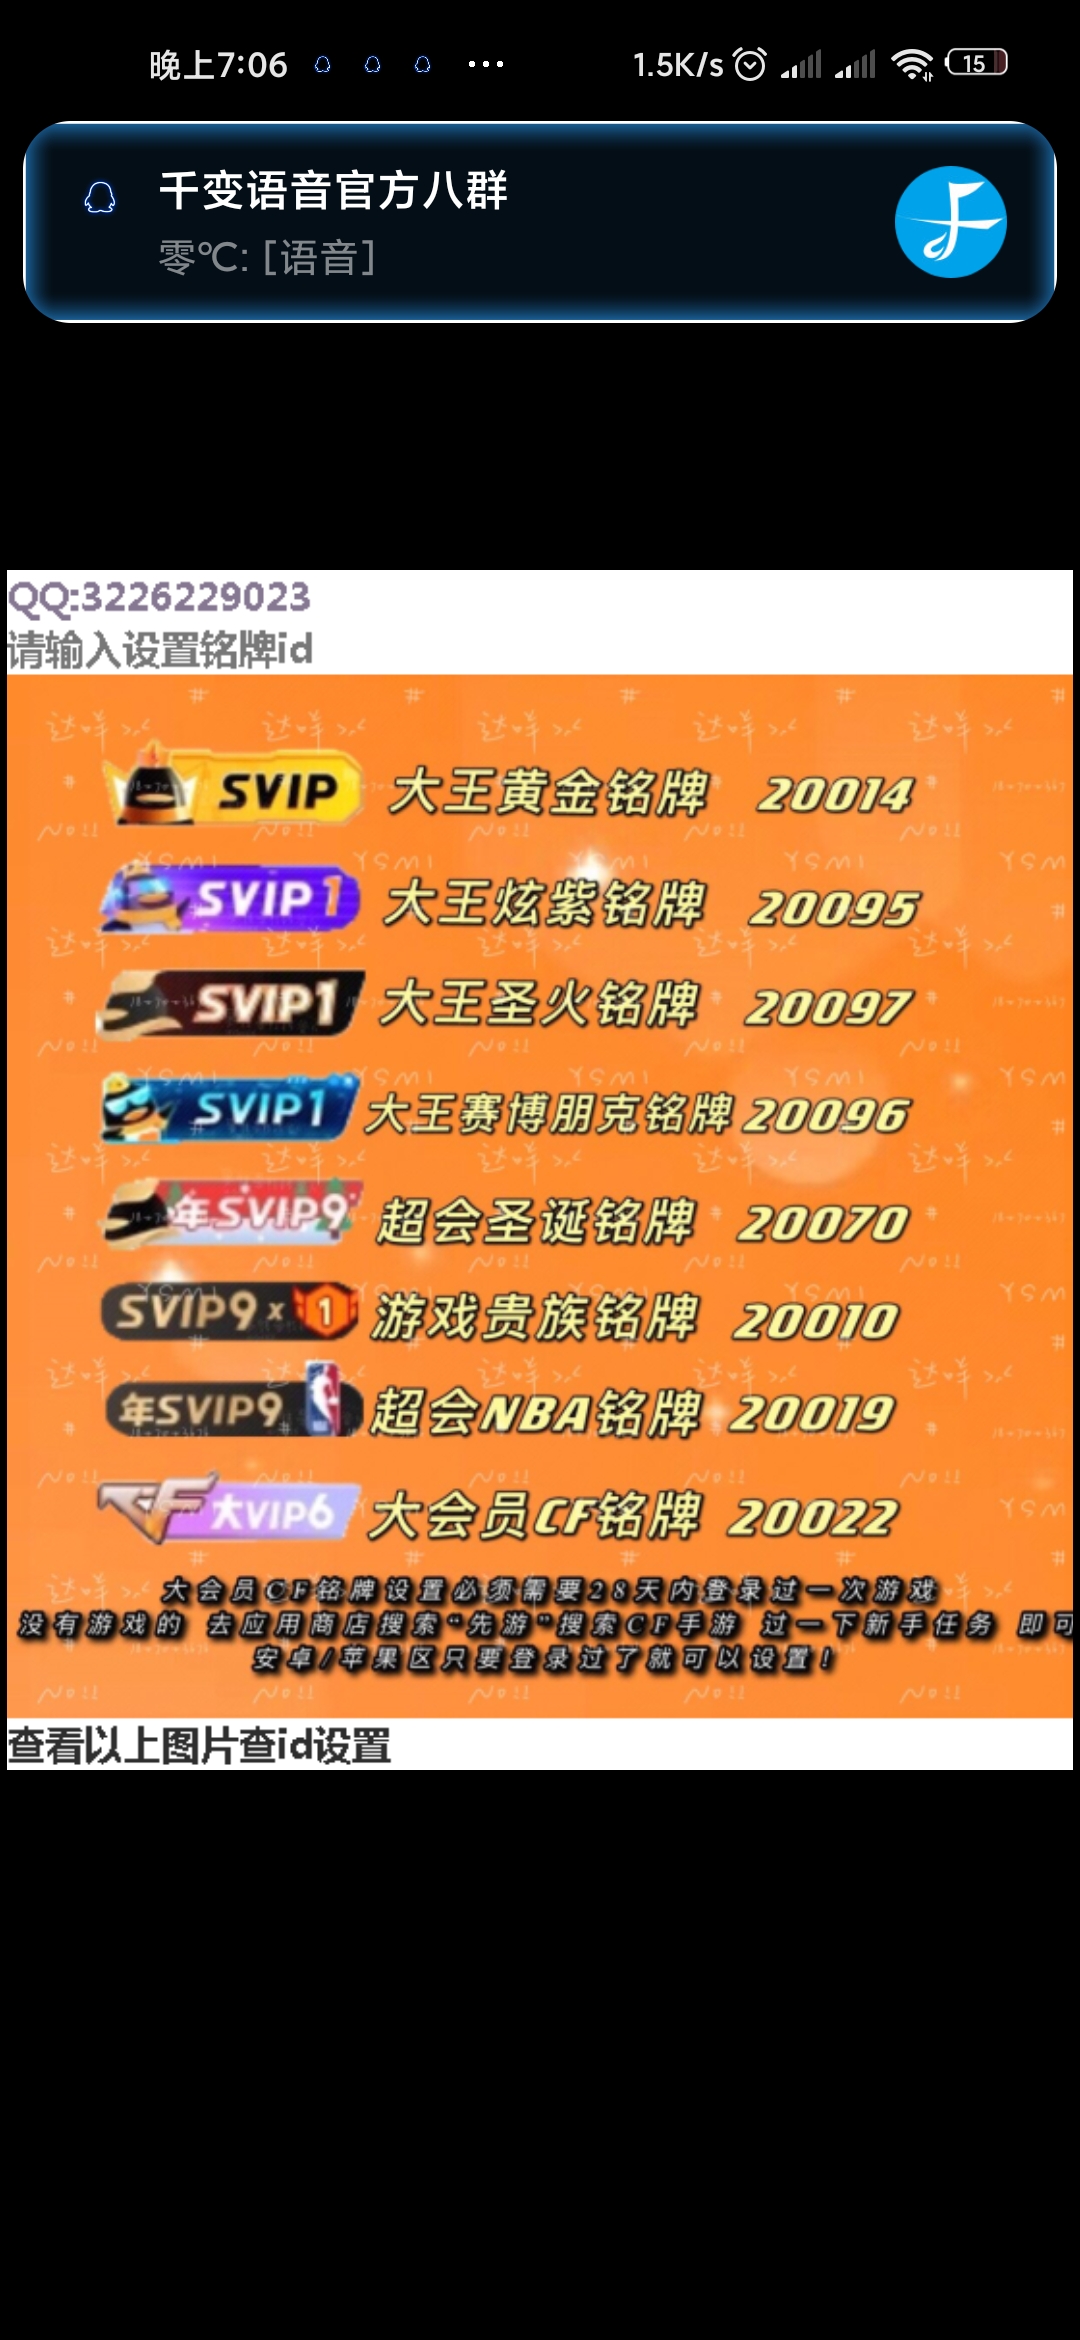 晚上7:06
1.5K/s
15
千变语音官方八群
零℃: [语音]
QQ:3226229023
请输入设置铭牌id
SVIP 大王黄金铭牌 20014
SVIP1 大王炫紫铭牌 20095
SVIP1 大王圣火铭牌 20097
SVIP1 大王赛博朋克铭牌 20096
年SVIP9 超会圣诞铭牌 20070
SVIP9 x 1 游戏贵族铭牌 20010
年SVIP9 超会NBA铭牌 20019
CF 大VIP6 大会员CF铭牌 20022
大会员CF铭牌设置必须需要28天内登录过一次游戏
没有游戏的 去应用商店搜索“先游”搜索CF手游 过一下新手任务 即可
安卓/苹果区只要登录过了就可以设置！
查看以上图片查id设置